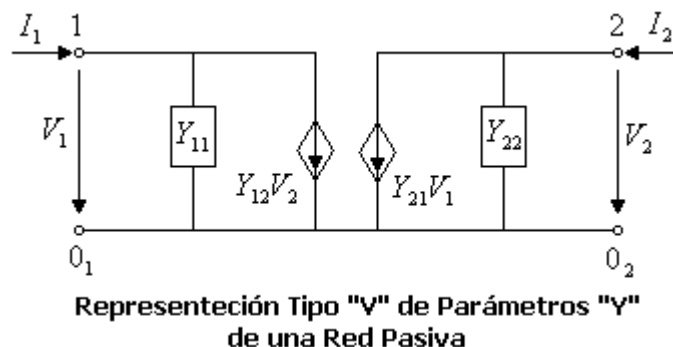 I₁ 1 2 I₂
V₁ Y₁₁ Y₂₂ V₂
Y₁₂V₂ Y₂₁V₁
0₁ 0₂
Representeción Tipo "V" de Parámetros "Y"
de una Red Pasiva